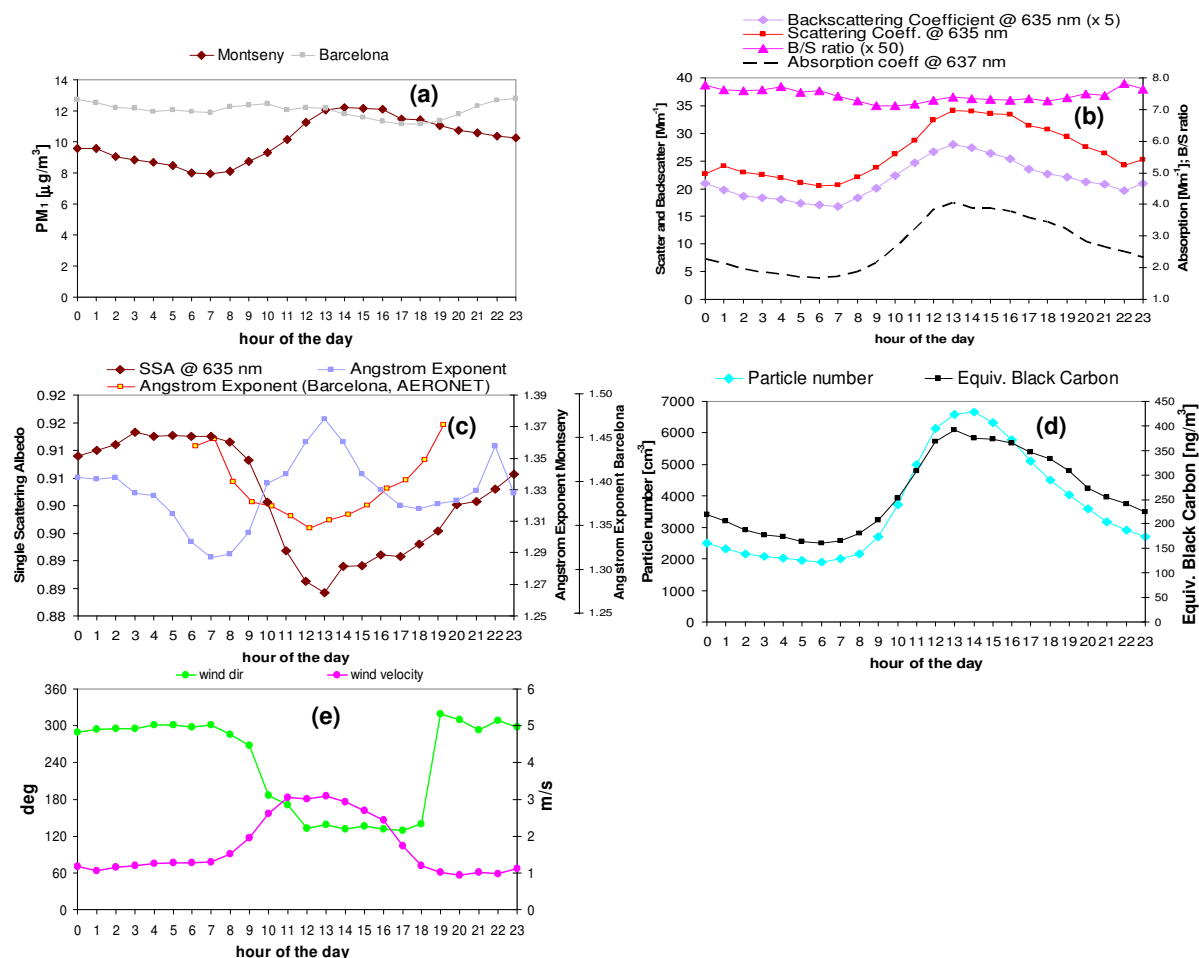 Montseny Barcelona
(a)
PM1 [µg/m3]
14
12
10
8
6
4
2
0
0 1 2 3 4 5 6 7 8 9 10 11 12 13 14 15 16 17 18 19 20 21 22 23
hour of the day
Backscattering Coefficient @ 635 nm (x 5)
Scattering Coeff. @ 635 nm
B/S ratio (x 50)
Absorption coeff @ 637 nm
(b)
Scatter and Backscatter [Mm-1]
40
35
30
25
20
15
10
5
0
8.0
7.0
6.0
5.0
4.0
3.0
2.0
1.0
Absorption [Mm-1]; B/S ratio
0 1 2 3 4 5 6 7 8 9 10 11 12 13 14 15 16 17 18 19 20 21 22 23
hour of the day
SSA @ 635 nm Angstrom Exponent
Angstrom Exponent (Barcelona, AERONET)
(c)
Single Scattering Albedo
0.92
0.92
0.91
0.91
0.90
0.90
0.89
0.89
0.88
1.39
1.37
1.35
1.33
1.31
1.29
1.27
1.25
Angstrom Exponent Montseny
1.50
1.45
1.40
1.35
1.30
1.25
Angstrom Exponent Barcelona
0 1 2 3 4 5 6 7 8 9 10 11 12 13 14 15 16 17 18 19 20 21 22 23
hour of the day
Particle number Equiv. Black Carbon
(d)
Particle number [cm-3]
7000
6000
5000
4000
3000
2000
1000
0
450
400
350
300
250
200
150
100
50
0
Equiv. Black Carbon [ng/m3]
0 1 2 3 4 5 6 7 8 9 10 11 12 13 14 15 16 17 18 19 20 21 22 23
hour of the day
wind dir wind velocity
(e)
deg
360
300
240
180
120
60
0
6
5
4
3
2
1
0
m/s
0 1 2 3 4 5 6 7 8 9 10 11 12 13 14 15 16 17 18 19 20 21 22 23
hour of the day